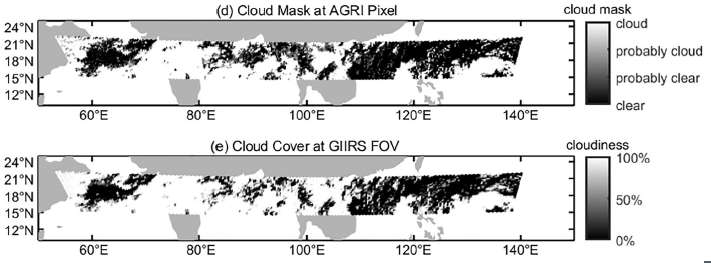 (d) Cloud Mask at AGRI Pixel
cloud mask
24°N
21°N
18°N
15°N
12°N
cloud
probably cloud
probably clear
clear
60°E 80°E 100°E 120°E 140°E
(e) Cloud Cover at GIIRS FOV
cloudiness
24°N
21°N
18°N
15°N
12°N
100%
50%
0%
60°E 80°E 100°E 120°E 140°E